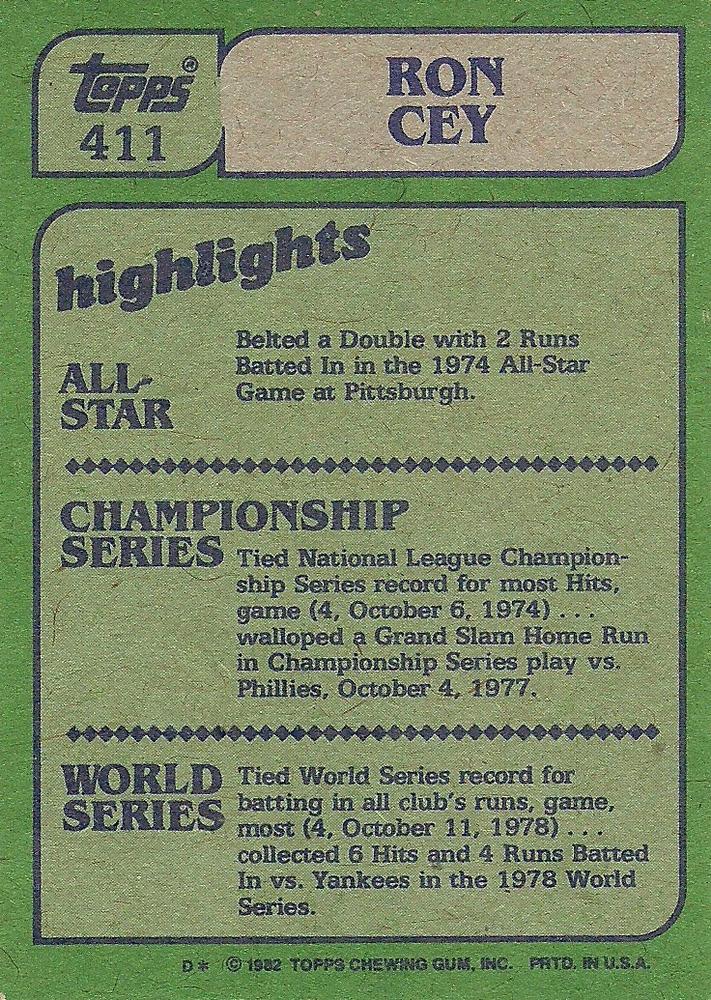 topps®
411
RON
CEY
highlights
ALL-
STAR
Belted a Double with 2 Runs
Batted In in the 1974 All-Star
Game at Pittsburgh.
CHAMPIONSHIP
SERIES
Tied National League Champion-
ship Series record for most Hits,
game (4, October 6, 1974) . . .
walloped a Grand Slam Home Run
in Championship Series play vs.
Phillies, October 4, 1977.
WORLD
SERIES
Tied World Series record for
batting in all club's runs, game,
most (4, October 11, 1978) . . .
collected 6 Hits and 4 Runs Batted
In vs. Yankees in the 1978 World
Series.
D* © 1982 TOPPS CHEWING GUM, INC. PRTD. IN U.S.A.